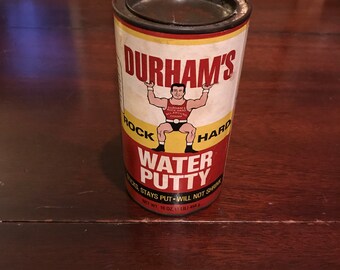 DURHAM'S
ROCK HARD
WATER
PUTTY
STAYS PUT • WILL NOT SHRINK